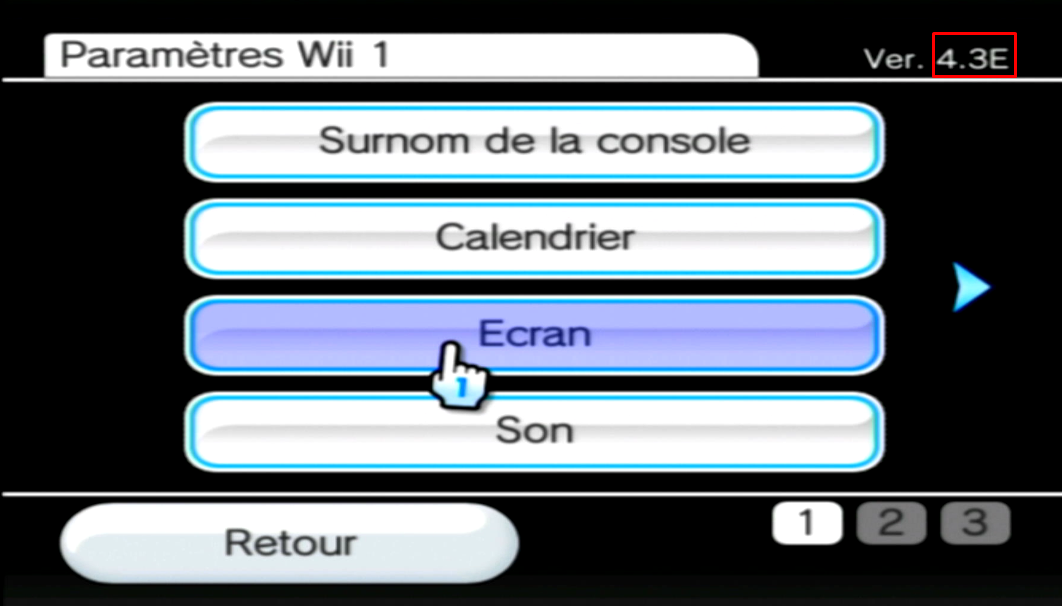 Paramètres Wii 1
Ver. 4.3E
Surnom de la console
Calendrier
Ecran
1
Son
Retour
1 2 3